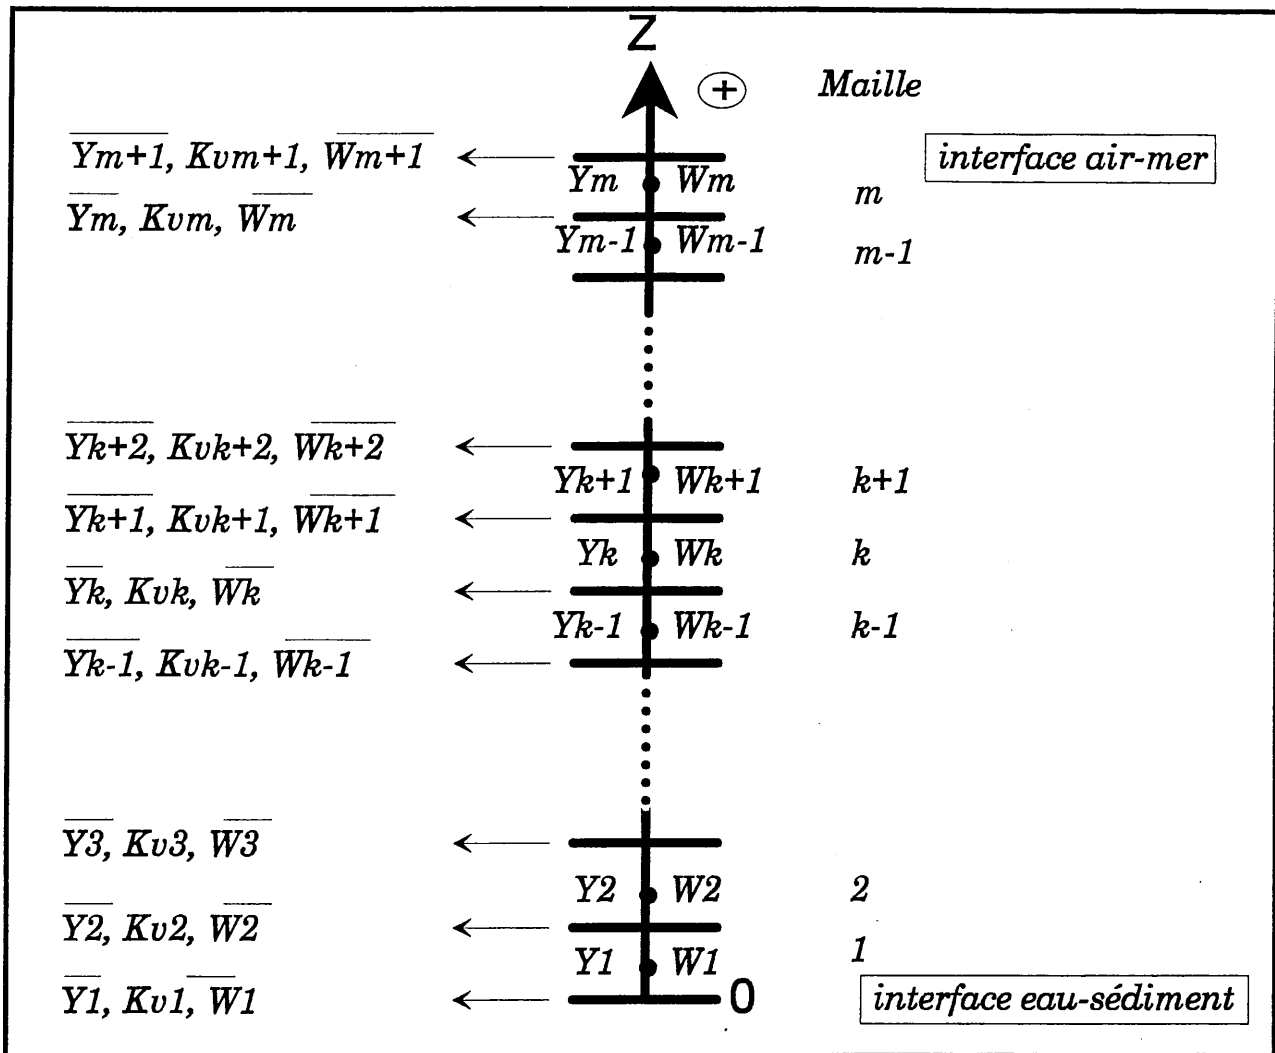 Z
+ Maille
Ym+1, Kvm+1, Wm+1 interface air-mer
Ym Wm m
Ym, Kvm, Wm
Ym-1 Wm-1 m-1
Yk+2, Kvk+2, Wk+2
Yk+1 Wk+1 k+1
Yk+1, Kvk+1, Wk+1
Yk Wk k
Yk, Kvk, Wk
Yk-1 Wk-1 k-1
Yk-1, Kvk-1, Wk-1
Y3, Kv3, W3
Y2 W2 2
Y2, Kv2, W2
Y1 W1 1
Y1, Kv1, W1 0 interface eau-sédiment